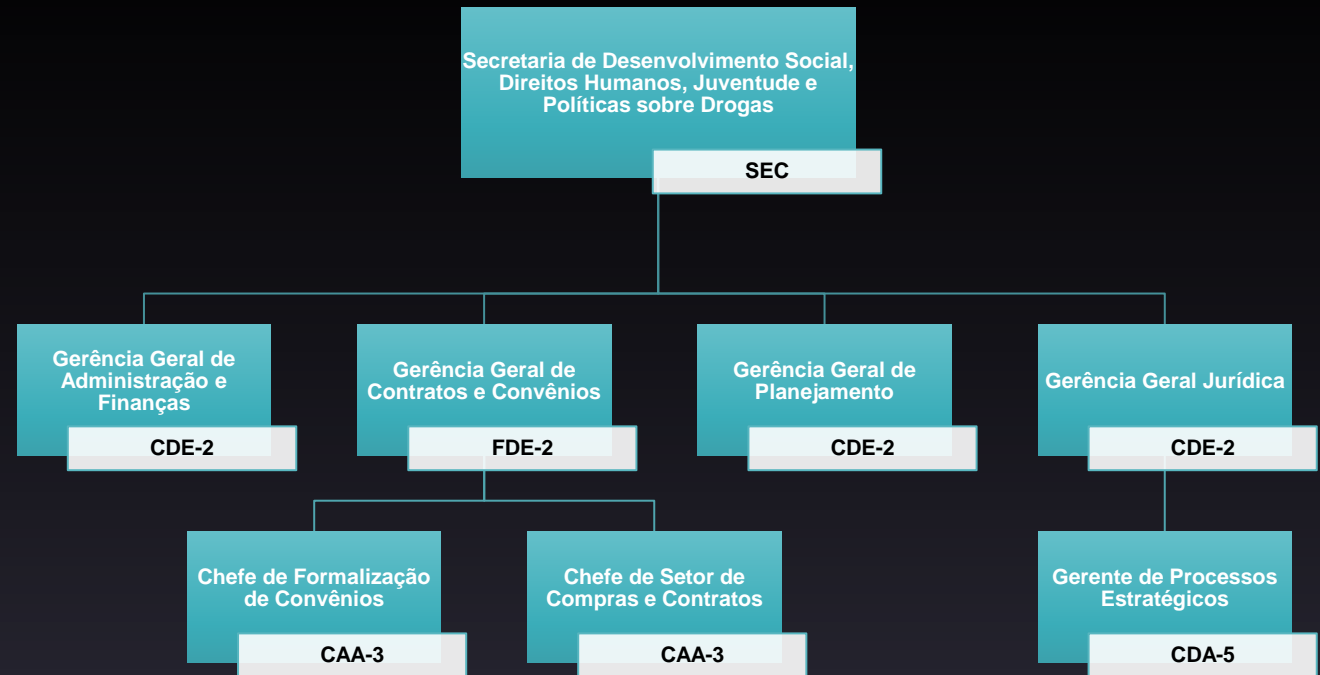 Secretaria de Desenvolvimento Social,
Direitos Humanos, Juventude e
Políticas sobre Drogas
SEC
Gerência Geral de
Administração e
Finanças
CDE-2
Gerência Geral de
Contratos e Convênios
FDE-2
Gerência Geral de
Planejamento
CDE-2
Gerência Geral Jurídica
CDE-2
Chefe de Formalização
de Convênios
CAA-3
Chefe de Setor de
Compras e Contratos
CAA-3
Gerente de Processos
Estratégicos
CDA-5